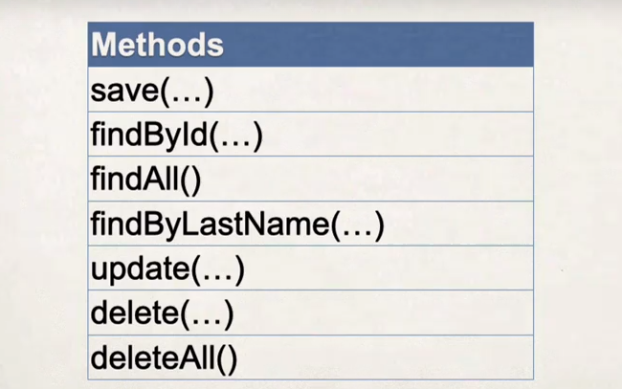 Methods
save(…)
findById(…)
findAll()
findByLastName(…)
update(…)
delete(…)
deleteAll()